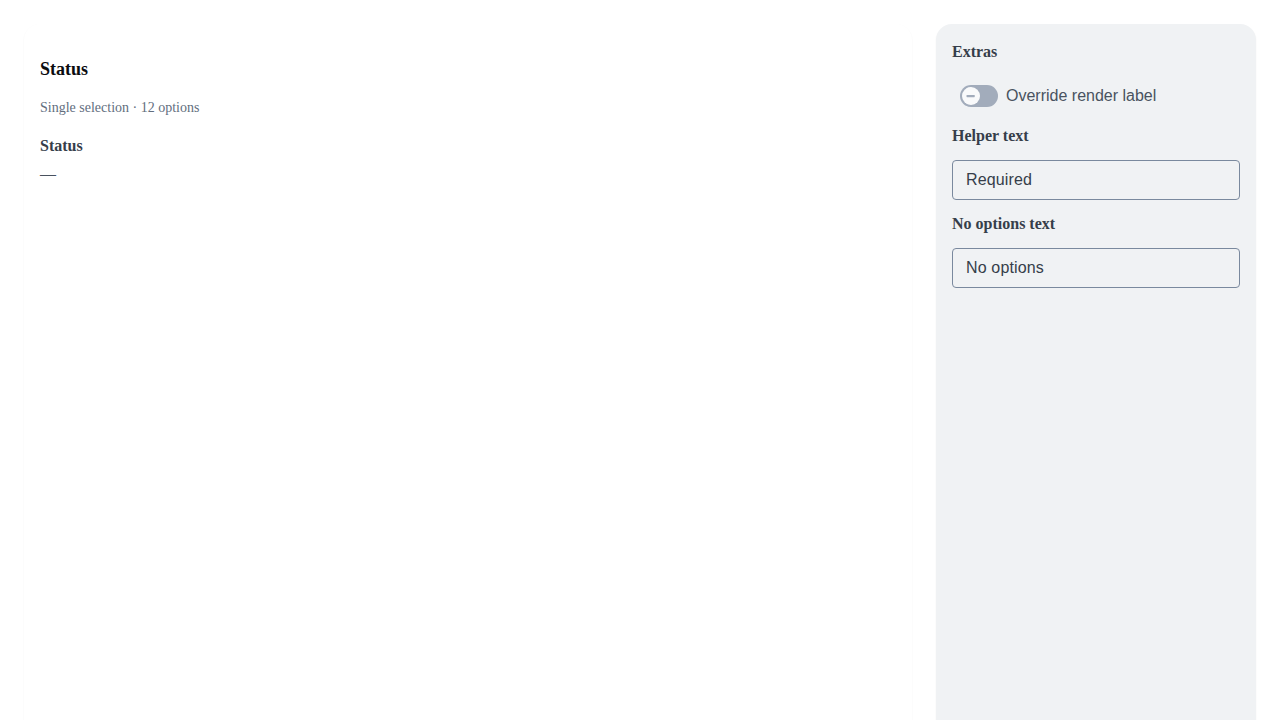 Status
Single selection · 12 options
Status
—
Extras
Override render label
Helper text
Required
No options text
No options